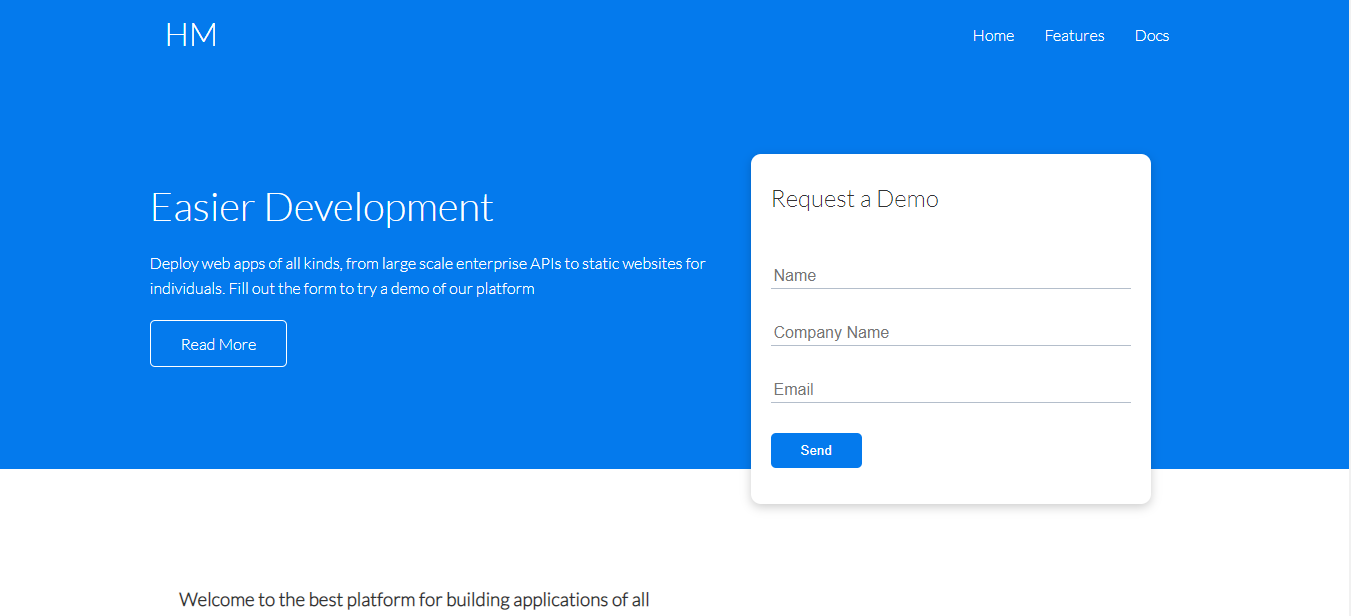 HM
Home
Features
Docs
Easier Development
Deploy web apps of all kinds, from large scale enterprise APIs to static websites for
individuals. Fill out the form to try a demo of our platform
Read More
Request a Demo
Name
Company Name
Email
Send
Welcome to the best platform for building applications of all